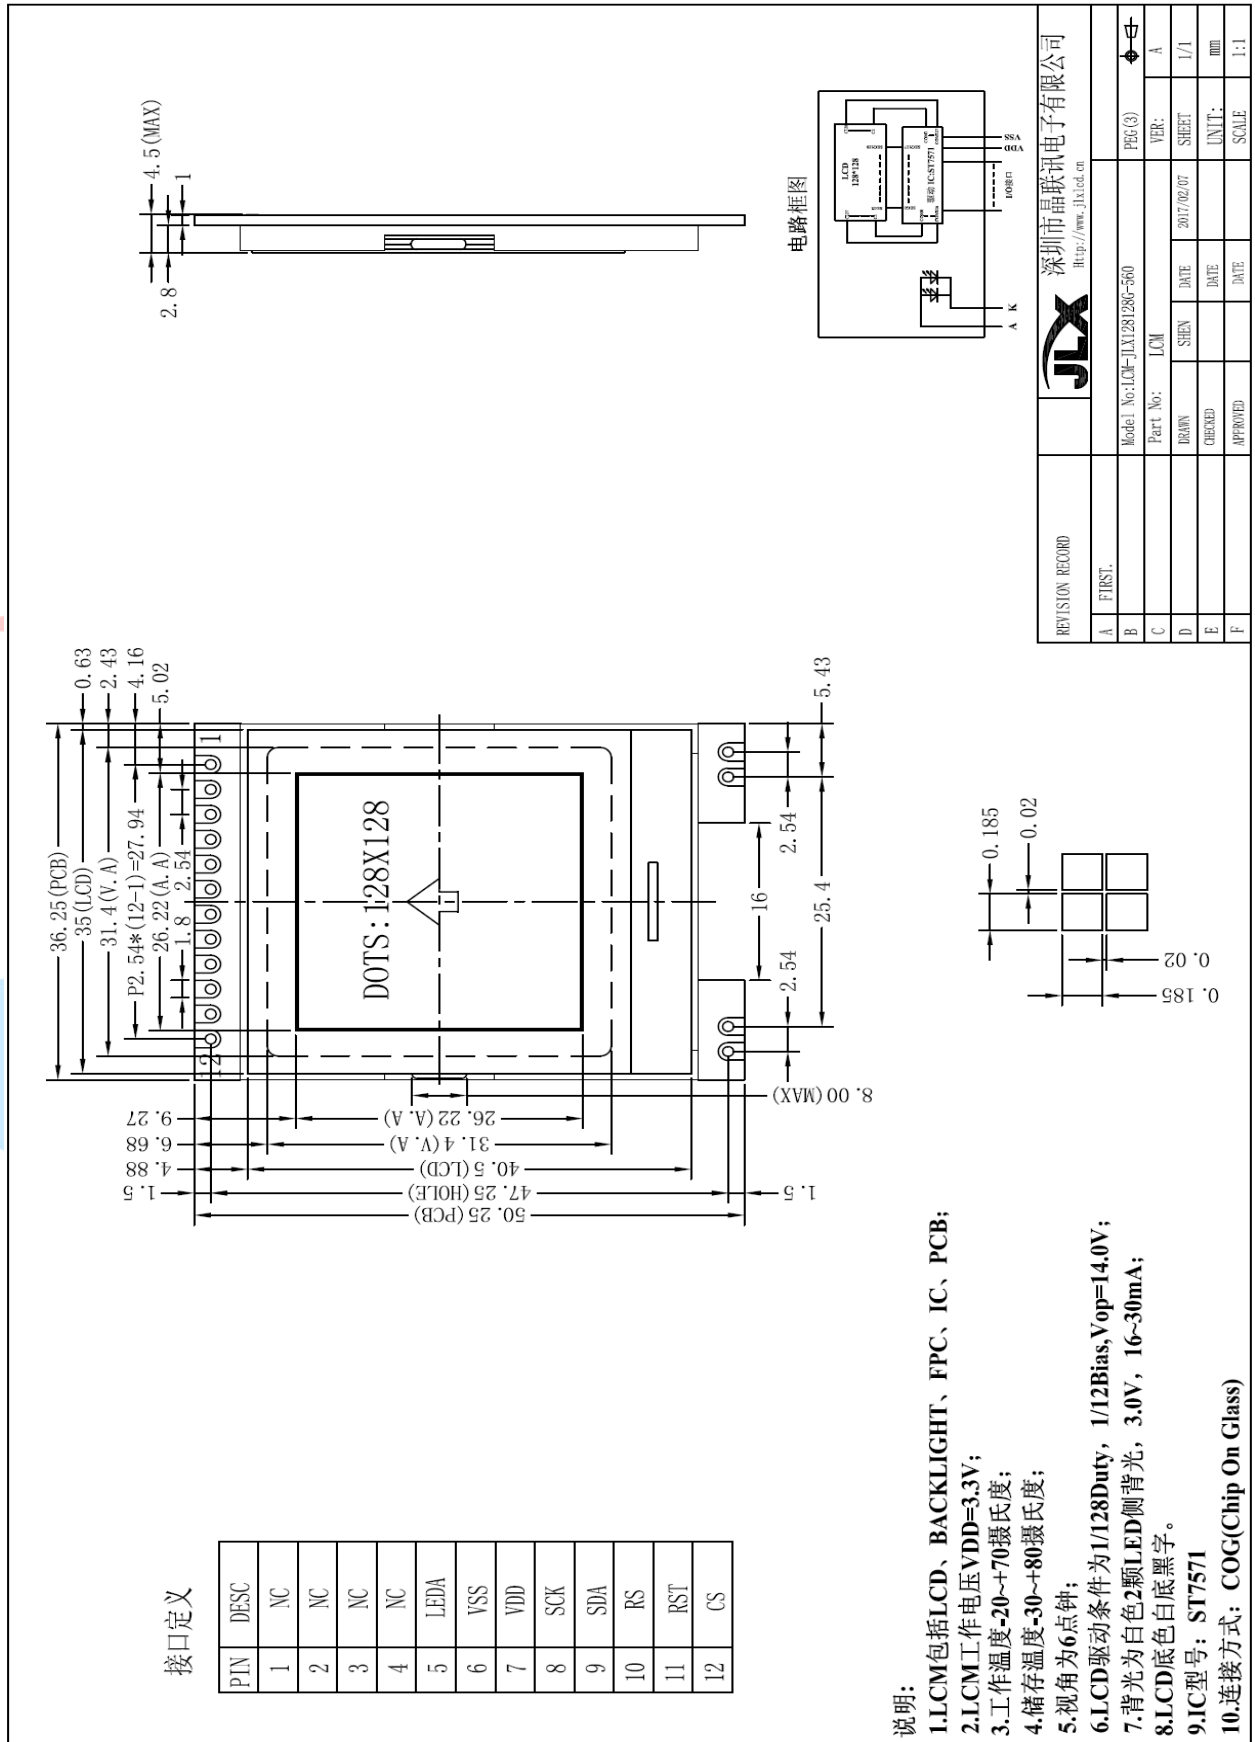 4.5(MAX)
1
2.8
电路框图
LCD
128*128
驱动 IC:ST7571
VSS
VDD
I/O接口
K
A
36.25(PCB)
35(LCD)
31.4(V.A)
P2.54*(12-1)=27.94
26.22(A.A)
1.8
2.54
0.63
2.43
4.16
5.02
1
12
DOTS:128X128
5.43
2.54
16
25.4
2.54
8.00(MAX)
9.27
26.22(A.A)
6.68
31.4(V.A)
4.88
40.5(LCD)
1.5
47.25(HOLE)
1.5
50.25(PCB)
0.185
0.02
0.02
0.185
接口定义
PIN DESC
1 NC
2 NC
3 NC
4 NC
5 LEDA
6 VSS
7 VDD
8 SCK
9 SDA
10 RS
11 RST
12 CS
说明:
1.LCM包括LCD、BACKLIGHT、FPC、IC、PCB;
2.LCM工作电压VDD=3.3V;
3.工作温度-20~+70摄氏度;
4.储存温度-30~+80摄氏度;
5.视角为6点钟;
6.LCD驱动条件为1/128Duty, 1/12Bias,Vop=14.0V;
7.背光为白色2颗LED侧背光, 3.0V, 16~30mA;
8.LCD底色白底黑字。
9.IC型号: ST7571
10.连接方式: COG(Chip On Glass)
REVISION RECORD
A FIRST.
B
C
D
E
F
JLX
深圳市晶联讯电子有限公司
Http://www.jlxlcd.cn
Model No:LCM-JLX128128G-560 PEG(3)
Part No: LCM VER: A
DRAWN SHEN DATE 2017/02/07 SHEET 1/1
CHECKED DATE UNIT: mm
APPROVED DATE SCALE 1:1